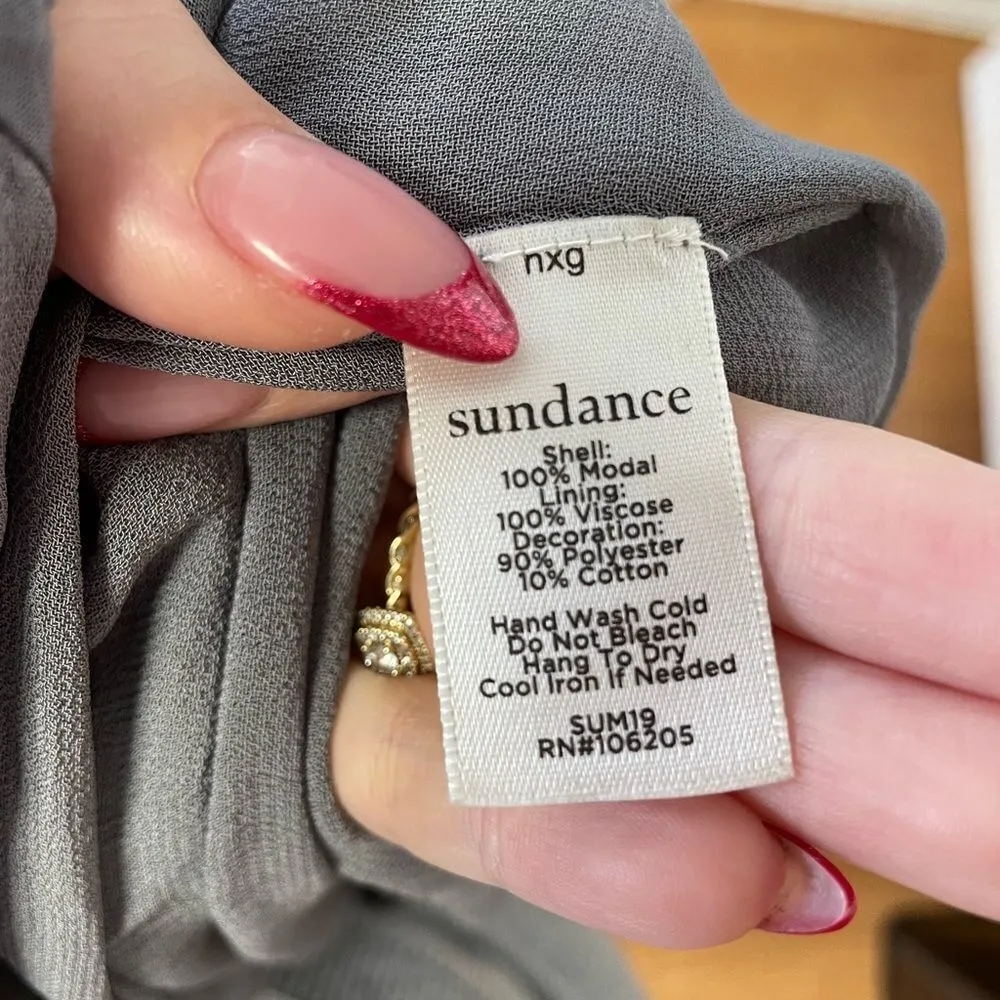 nxg
sundance
Shell:
100% Modal
Lining:
100% Viscose
Decoration:
90% Polyester
10% Cotton
Hand Wash Cold
Do Not Bleach
Hang To Dry
Cool Iron If Needed
SUM19
RN#106205